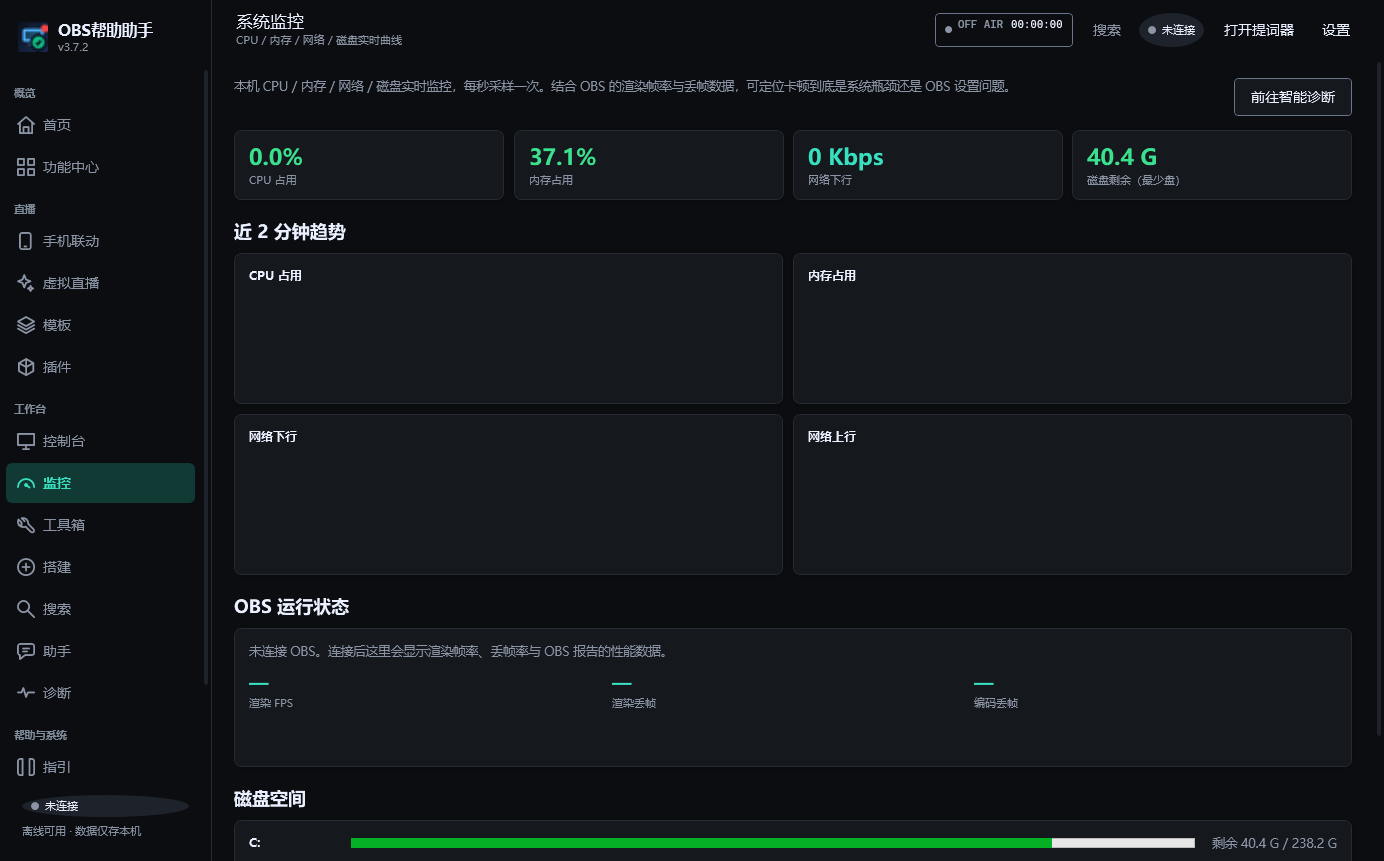 OBS帮助助手
v3.7.2
概览
首页
功能中心
直播
手机联动
虚拟直播
模板
插件
工作台
控制台
监控
工具箱
搭建
搜索
助手
诊断
帮助与系统
指引
未连接
离线可用 · 数据仅存本机
系统监控
CPU / 内存 / 网络 / 磁盘实时曲线
OFF AIR 00:00:00
搜索
未连接
打开提词器
设置
本机 CPU / 内存 / 网络 / 磁盘实时监控，每秒采样一次。结合 OBS 的渲染帧率与丢帧数据，可定位卡顿到底是系统瓶颈还是 OBS 设置问题。
前往智能诊断
0.0%
CPU 占用
37.1%
内存占用
0 Kbps
网络下行
40.4 G
磁盘剩余（最少盘）
近 2 分钟趋势
CPU 占用
内存占用
网络下行
网络上行
OBS 运行状态
未连接 OBS。连接后这里会显示渲染帧率、丢帧率与 OBS 报告的性能数据。
—
渲染 FPS
—
渲染丢帧
—
编码丢帧
磁盘空间
C:
剩余 40.4 G / 238.2 G